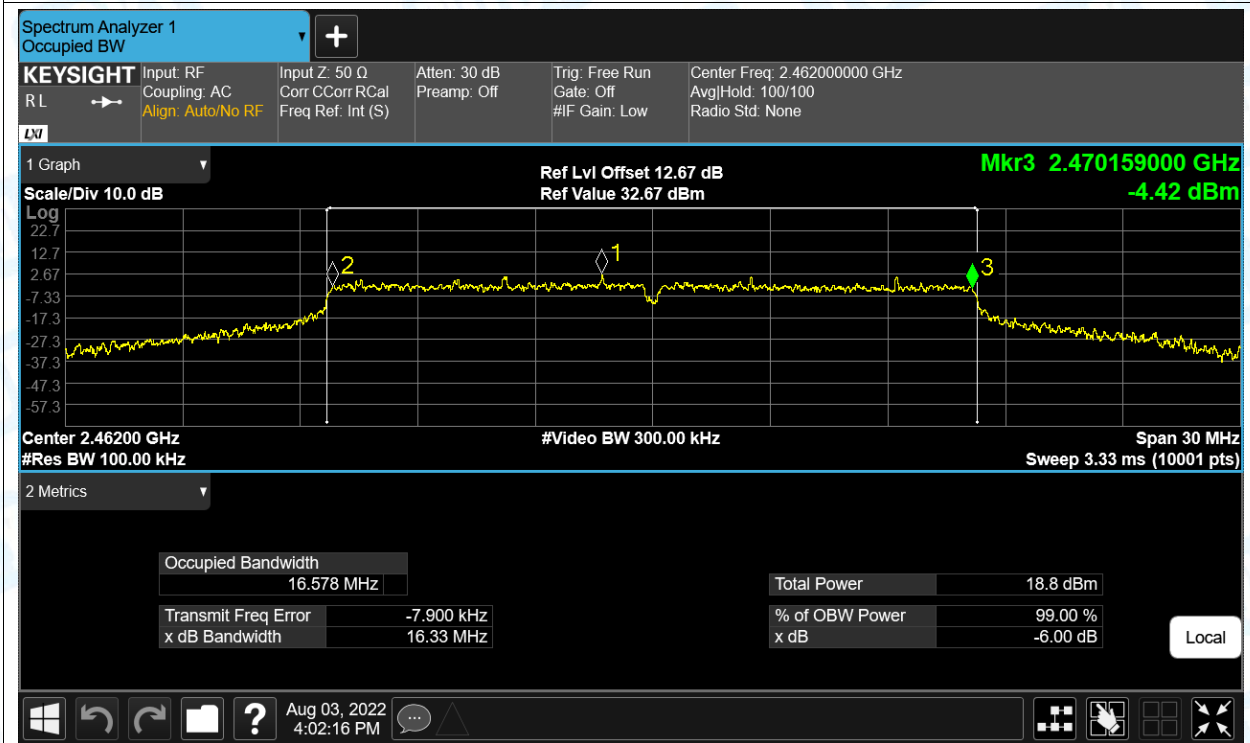 Spectrum Analyzer 1
Occupied BW
KEYSIGHT
R L
LXI
Input: RF
Coupling: AC
Align: Auto/No RF
Input Z: 50 Ω
Corr CCorr RCal
Freq Ref: Int (S)
Atten: 30 dB
Preamp: Off
Trig: Free Run
Gate: Off
#IF Gain: Low
Center Freq: 2.462000000 GHz
Avg|Hold: 100/100
Radio Std: None
1 Graph
Scale/Div 10.0 dB
Ref Lvl Offset 12.67 dB
Ref Value 32.67 dBm
Mkr3 2.470159000 GHz
-4.42 dBm
Log
22.7
12.7
2.67
-7.33
-17.3
-27.3
-37.3
-47.3
-57.3
2
1
3
Center 2.46200 GHz
#Res BW 100.00 kHz
#Video BW 300.00 kHz
Span 30 MHz
Sweep 3.33 ms (10001 pts)
2 Metrics
Occupied Bandwidth
16.578 MHz
Transmit Freq Error -7.900 kHz
x dB Bandwidth 16.33 MHz
Total Power 18.8 dBm
% of OBW Power 99.00 %
x dB -6.00 dB
Local
?
Aug 03, 2022
4:02:16 PM